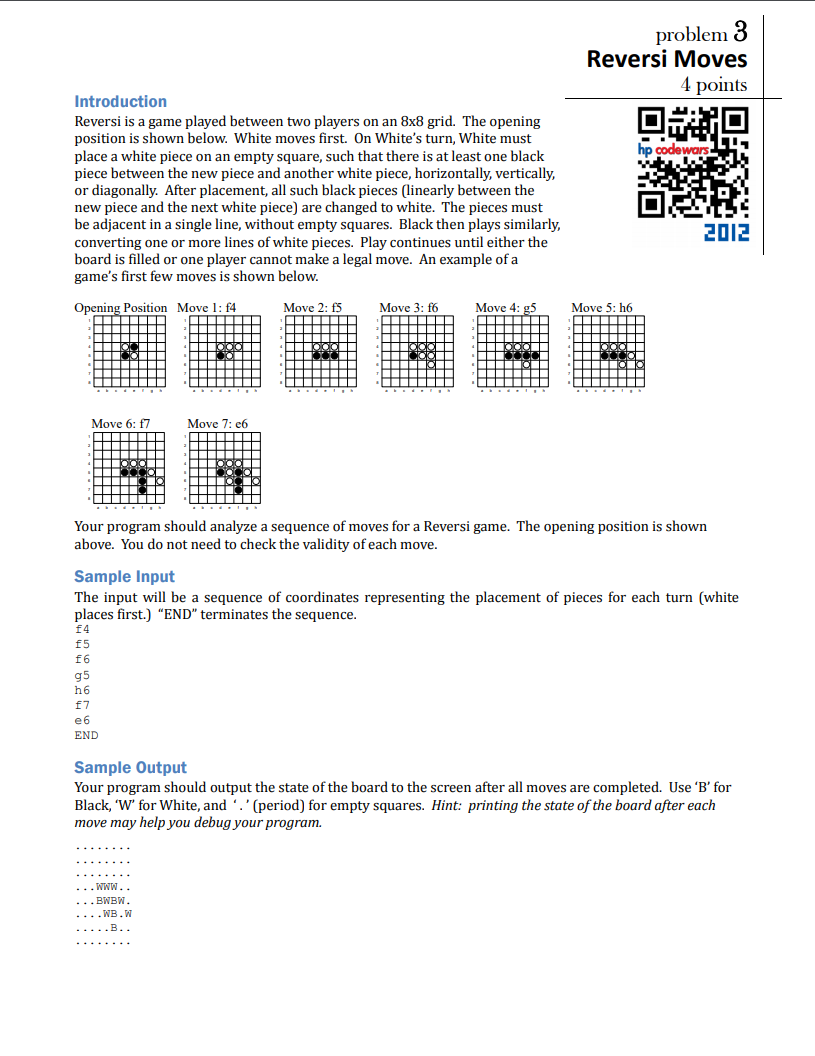 problem 3
Reversi Moves
4 points
Introduction
Reversi is a game played between two players on an 8x8 grid. The opening
position is shown below. White moves first. On White's turn, White must
place a white piece on an empty square, such that there is at least one black
piece between the new piece and another white piece, horizontally, vertically,
or diagonally. After placement, all such black pieces (linearly between the
new piece and the next white piece) are changed to white. The pieces must
be adjacent in a single line, without empty squares. Black then plays similarly,
converting one or more lines of white pieces. Play continues until either the
board is filled or one player cannot make a legal move. An example of a
game's first few moves is shown below.
hp codewars
2012
Opening Position Move 1: f4 Move 2: f5 Move 3: f6 Move 4: g5 Move 5: h6
Move 6: f7 Move 7: e6
Your program should analyze a sequence of moves for a Reversi game. The opening position is shown
above. You do not need to check the validity of each move.
Sample Input
The input will be a sequence of coordinates representing the placement of pieces for each turn (white
places first.) “END” terminates the sequence.
f4
f5
f6
g5
h6
f7
e6
END
Sample Output
Your program should output the state of the board to the screen after all moves are completed. Use ‘B’ for
Black, ‘W’ for White, and ‘.’ (period) for empty squares. Hint: printing the state of the board after each
move may help you debug your program.
........
........
........
...WWW..
...BWBW.
....WB.W
.....B..
........